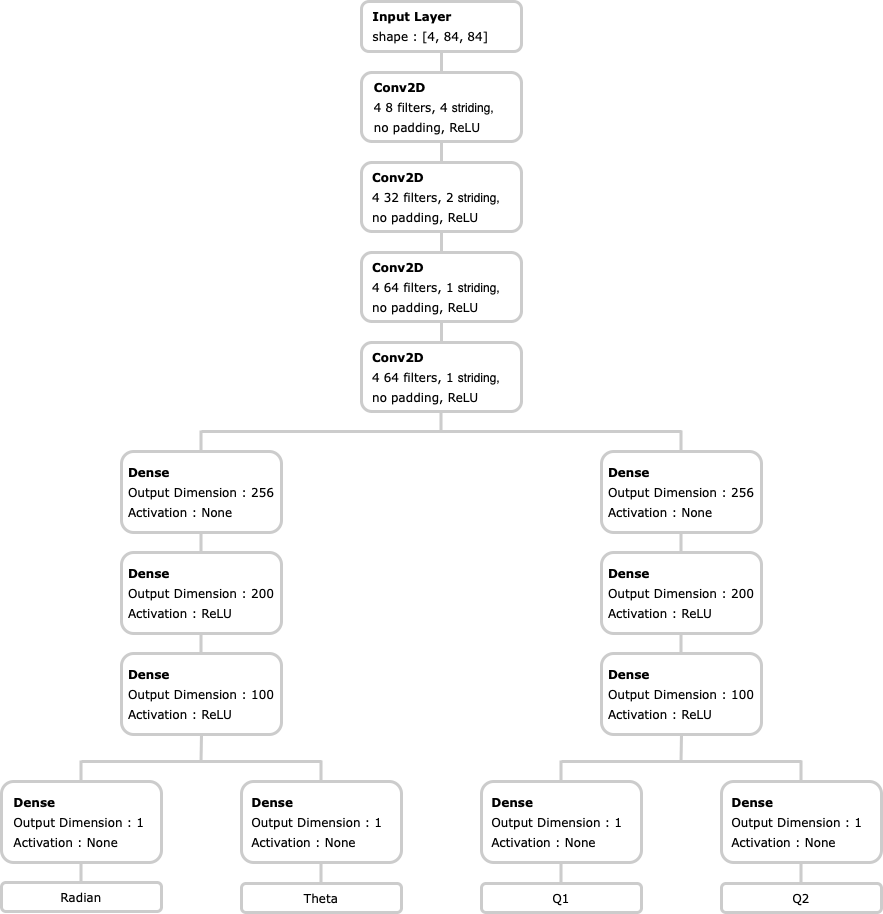 Input Layer
shape : [4, 84, 84]
Conv2D
4 8 filters, 4 striding,
no padding, ReLU
Conv2D
4 32 filters, 2 striding,
no padding, ReLU
Conv2D
4 64 filters, 1 striding,
no padding, ReLU
Conv2D
4 64 filters, 1 striding,
no padding, ReLU
Dense
Output Dimension : 256
Activation : None
Dense
Output Dimension : 200
Activation : ReLU
Dense
Output Dimension : 100
Activation : ReLU
Dense
Output Dimension : 1
Activation : None
Radian
Dense
Output Dimension : 1
Activation : None
Theta
Dense
Output Dimension : 256
Activation : None
Dense
Output Dimension : 200
Activation : ReLU
Dense
Output Dimension : 100
Activation : ReLU
Dense
Output Dimension : 1
Activation : None
Q1
Dense
Output Dimension : 1
Activation : None
Q2